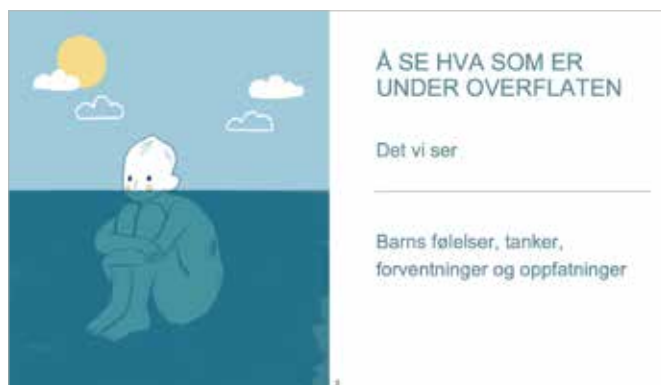 Å SE HVA SOM ER
UNDER OVERFLATEN
Det vi ser
Barns følelser, tanker,
forventninger og oppfatninger